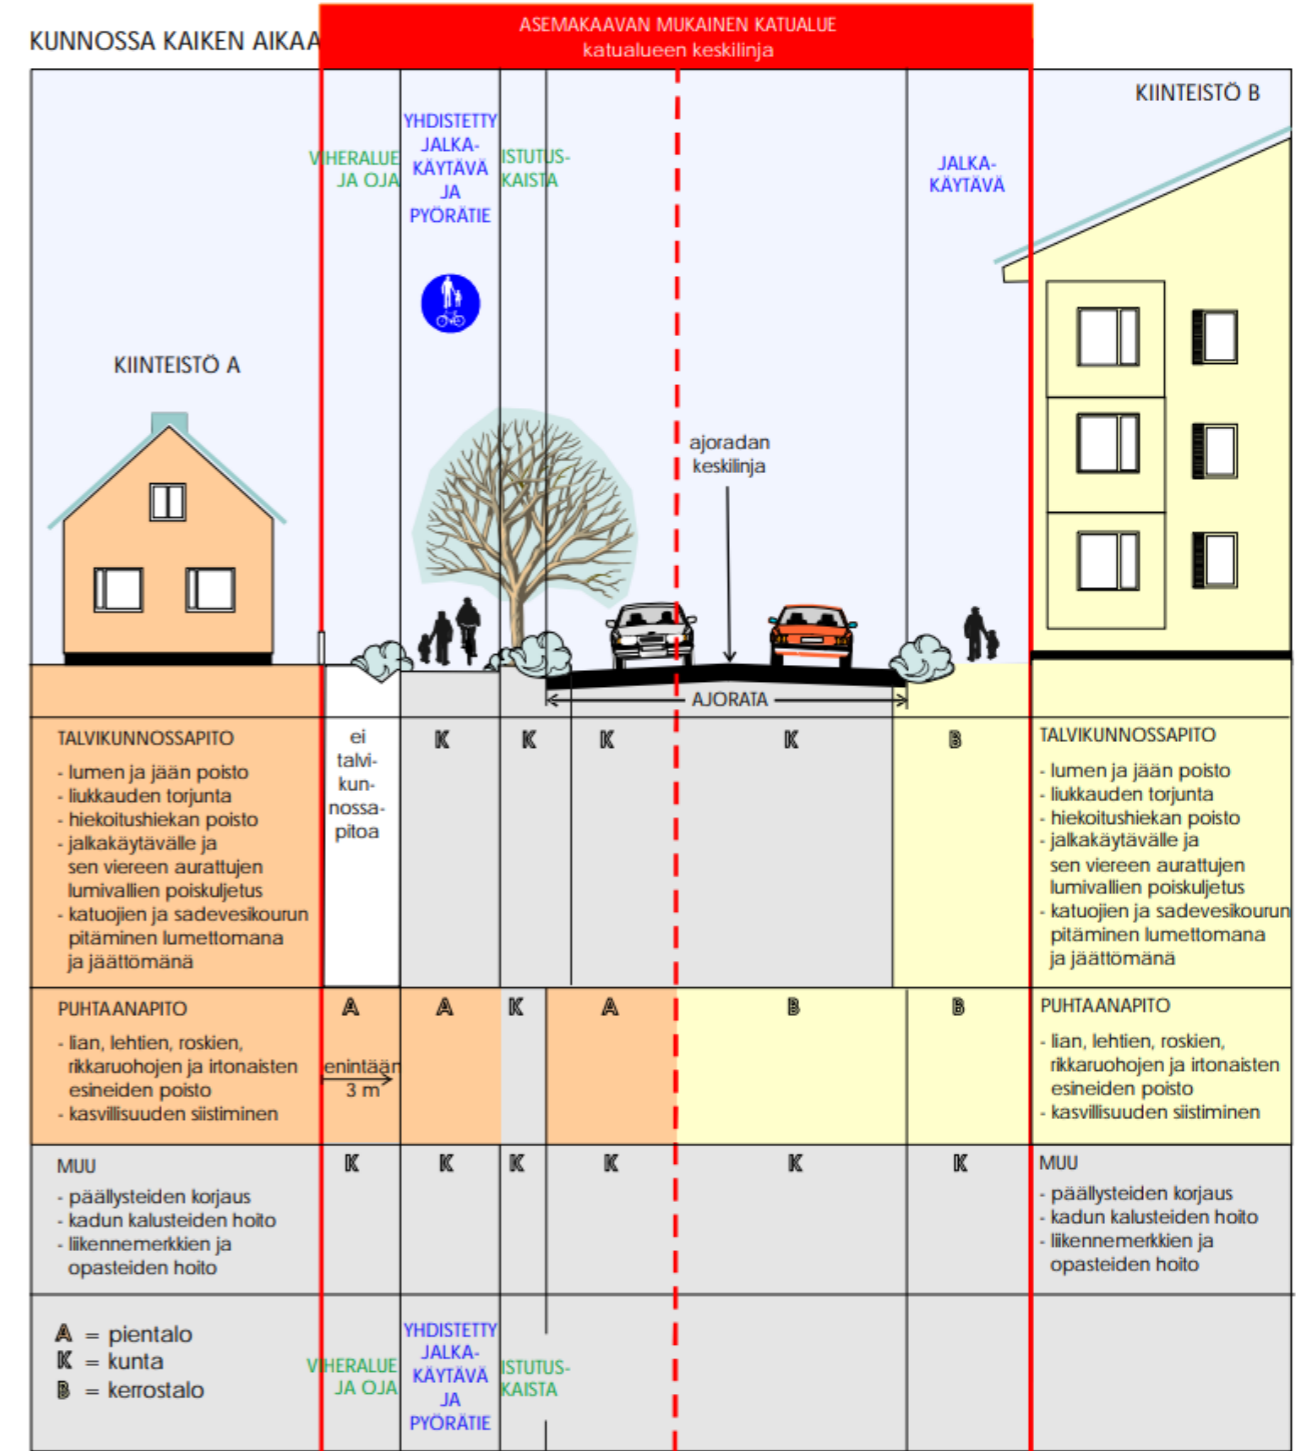 KUNNOSSA KAIKEN AIKAA
ASEMAKAAVAN MUKAINEN KATUALUE
katualueen keskilinja
KIINTEISTÖ B
VIHERALUE
JA OJA
YHDISTETTY
JALKA-
KÄYTÄVÄ
JA
PYÖRÄTIE
ISTUTUS-
KAISTA
JALKA-
KÄYTÄVÄ
KIINTEISTÖ A
ajoradan
keskilinja
AJORATA
TALVIKUNNOSSAPITO
- lumen ja jään poisto
- liukkauden torjunta
- hiekoitushiekan poisto
- jalkakäytävälle ja
sen viereen aurattujen
lumivallien poiskuljetus
- katuojien ja sadevesikourun
pitäminen lumettomana
ja jäättömänä
ei
talvi-
kun-
nossa-
pitoa
K
K
K
K
B
TALVIKUNNOSSAPITO
- lumen ja jään poisto
- liukkauden torjunta
- hiekoitushiekan poisto
- jalkakäytävälle ja
sen viereen aurattujen
lumivallien poiskuljetus
- katuojien ja sadevesikourun
pitäminen lumettomana
ja jäättömänä
PUHTAANAPITO
- lian, lehtien, roskien,
rikkaruohojen ja irtonaisten
esineiden poisto
- kasvillisuuden siistiminen
A
enintään
3 m
A
K
A
B
B
PUHTAANAPITO
- lian, lehtien, roskien,
rikkaruohojen ja irtonaisten
esineiden poisto
- kasvillisuuden siistiminen
MUU
- päällysteiden korjaus
- kadun kalusteiden hoito
- liikennemerkkien ja
opasteiden hoito
K
K
K
K
K
K
MUU
- päällysteiden korjaus
- kadun kalusteiden hoito
- liikennemerkkien ja
opasteiden hoito
A = pientalo
K = kunta
B = kerrostalo
VIHERALUE
JA OJA
YHDISTETTY
JALKA-
KÄYTÄVÄ
JA
PYÖRÄTIE
ISTUTUS-
KAISTA